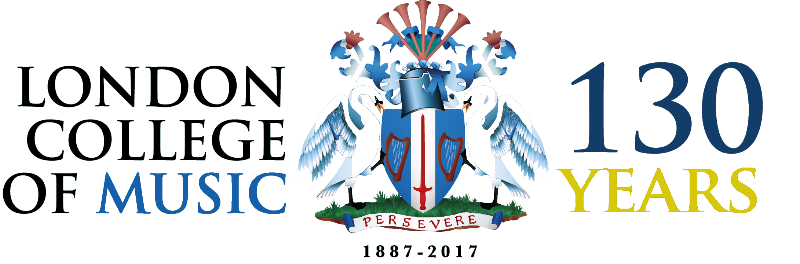 LONDON
COLLEGE
OF MUSIC
PERSEVERE
1887-2017
130
YEARS